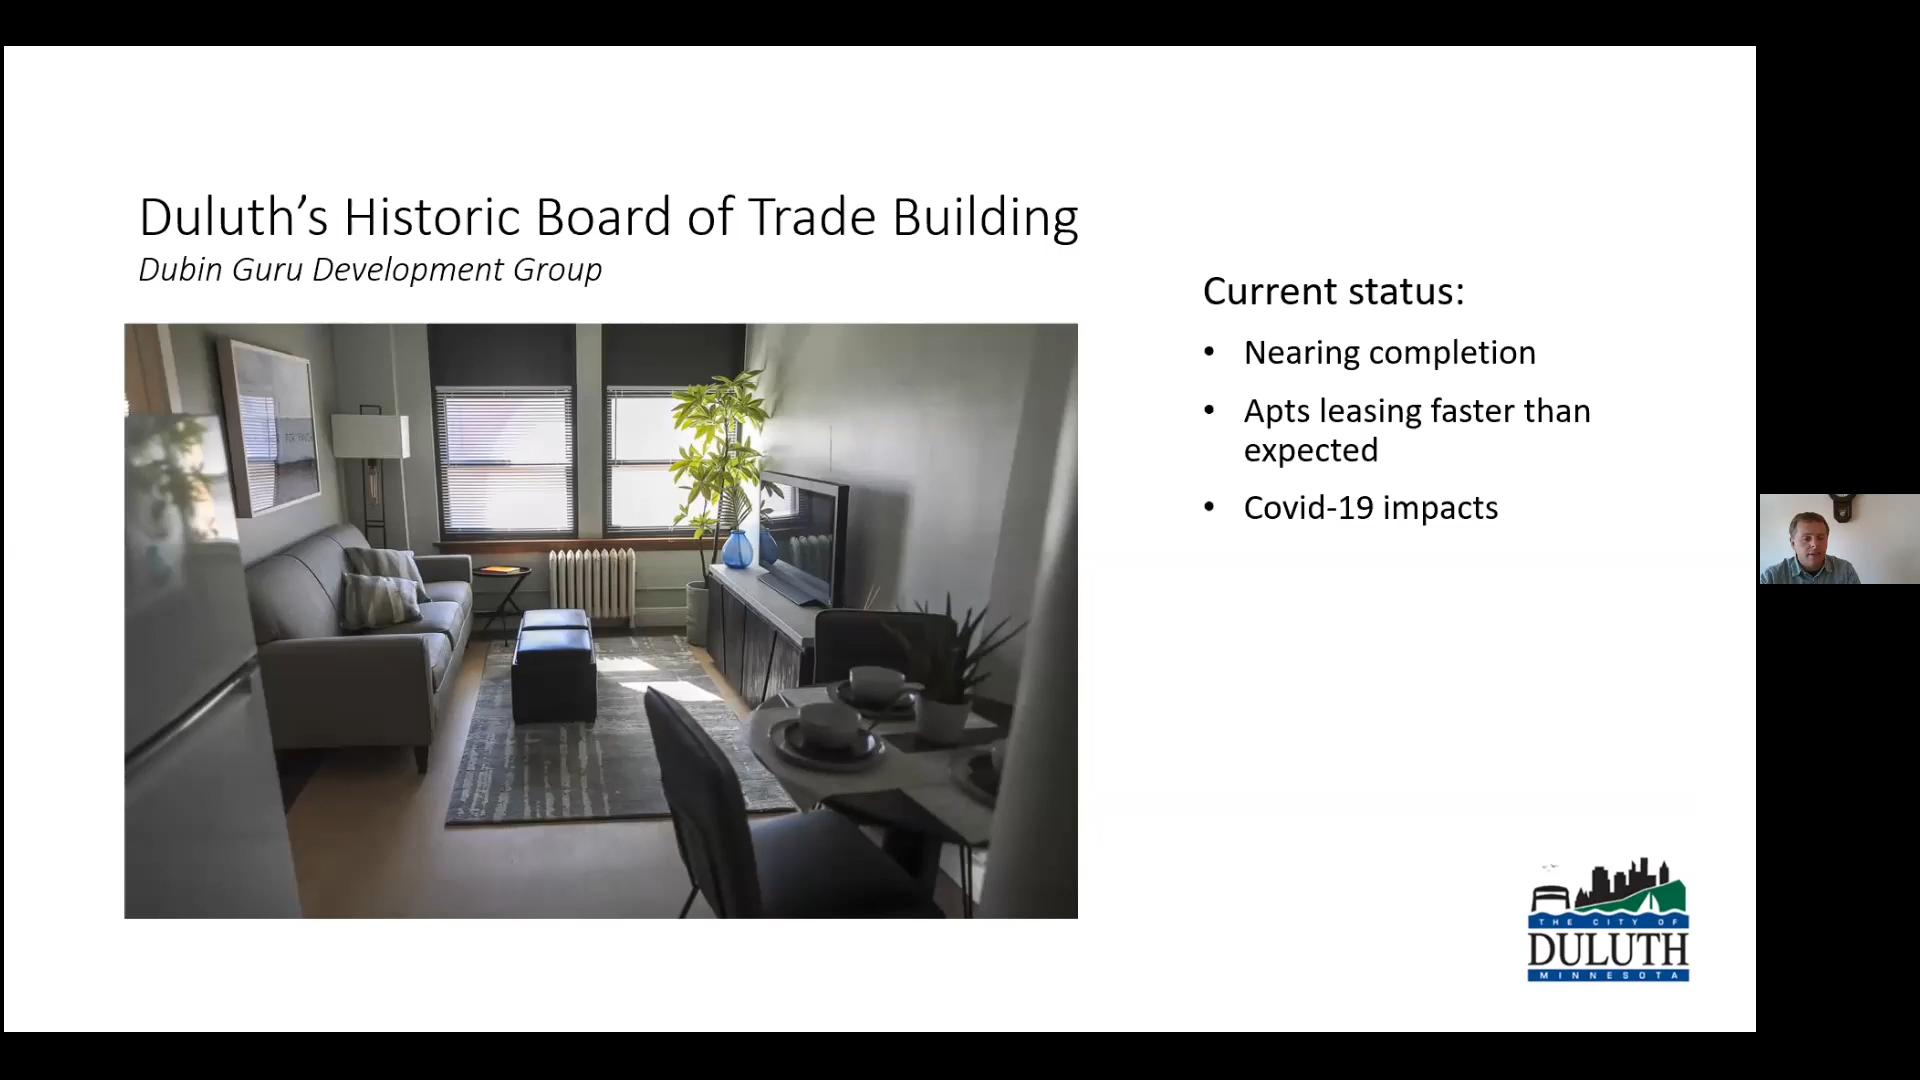 Duluth’s Historic Board of Trade Building
Dubin Guru Development Group
Current status:
• Nearing completion
• Apts leasing faster than
expected
• Covid-19 impacts
THE CITY OF
DULUTH
MINNESOTA